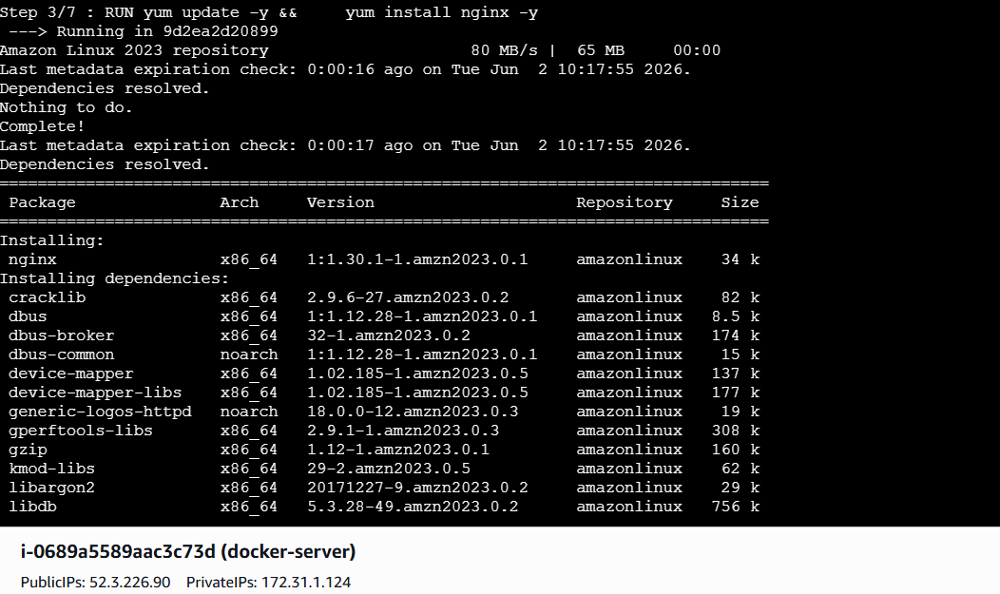 Step 3/7 : RUN yum update -y &&     yum install nginx -y
 ---> Running in 9d2ea2d20899
Amazon Linux 2023 repository                     80 MB/s |  65 MB     00:00
Last metadata expiration check: 0:00:16 ago on Tue Jun  2 10:17:55 2026.
Dependencies resolved.
Nothing to do.
Complete!
Last metadata expiration check: 0:00:17 ago on Tue Jun  2 10:17:55 2026.
Dependencies resolved.
================================================================================
 Package               Arch     Version                     Repository     Size
================================================================================
Installing:
 nginx                 x86_64   1:1.30.1-1.amzn2023.0.1     amazonlinux    34 k
Installing dependencies:
 cracklib              x86_64   2.9.6-27.amzn2023.0.2       amazonlinux    82 k
 dbus                  x86_64   1:1.12.28-1.amzn2023.0.1    amazonlinux   8.5 k
 dbus-broker           x86_64   32-1.amzn2023.0.2           amazonlinux   174 k
 dbus-common           noarch   1:1.12.28-1.amzn2023.0.1    amazonlinux    15 k
 device-mapper         x86_64   1.02.185-1.amzn2023.0.5     amazonlinux   137 k
 device-mapper-libs    x86_64   1.02.185-1.amzn2023.0.5     amazonlinux   177 k
 generic-logos-httpd   noarch   18.0.0-12.amzn2023.0.3      amazonlinux    19 k
 gperftools-libs       x86_64   2.9.1-1.amzn2023.0.3        amazonlinux   308 k
 gzip                  x86_64   1.12-1.amzn2023.0.1         amazonlinux   160 k
 kmod-libs             x86_64   29-2.amzn2023.0.5           amazonlinux    62 k
 libargon2             x86_64   20171227-9.amzn2023.0.2     amazonlinux    29 k
 libdb                 x86_64   5.3.28-49.amzn2023.0.2      amazonlinux   756 k
i-0689a5589aac3c73d (docker-server)
PublicIPs: 52.3.226.90    PrivateIPs: 172.31.1.124